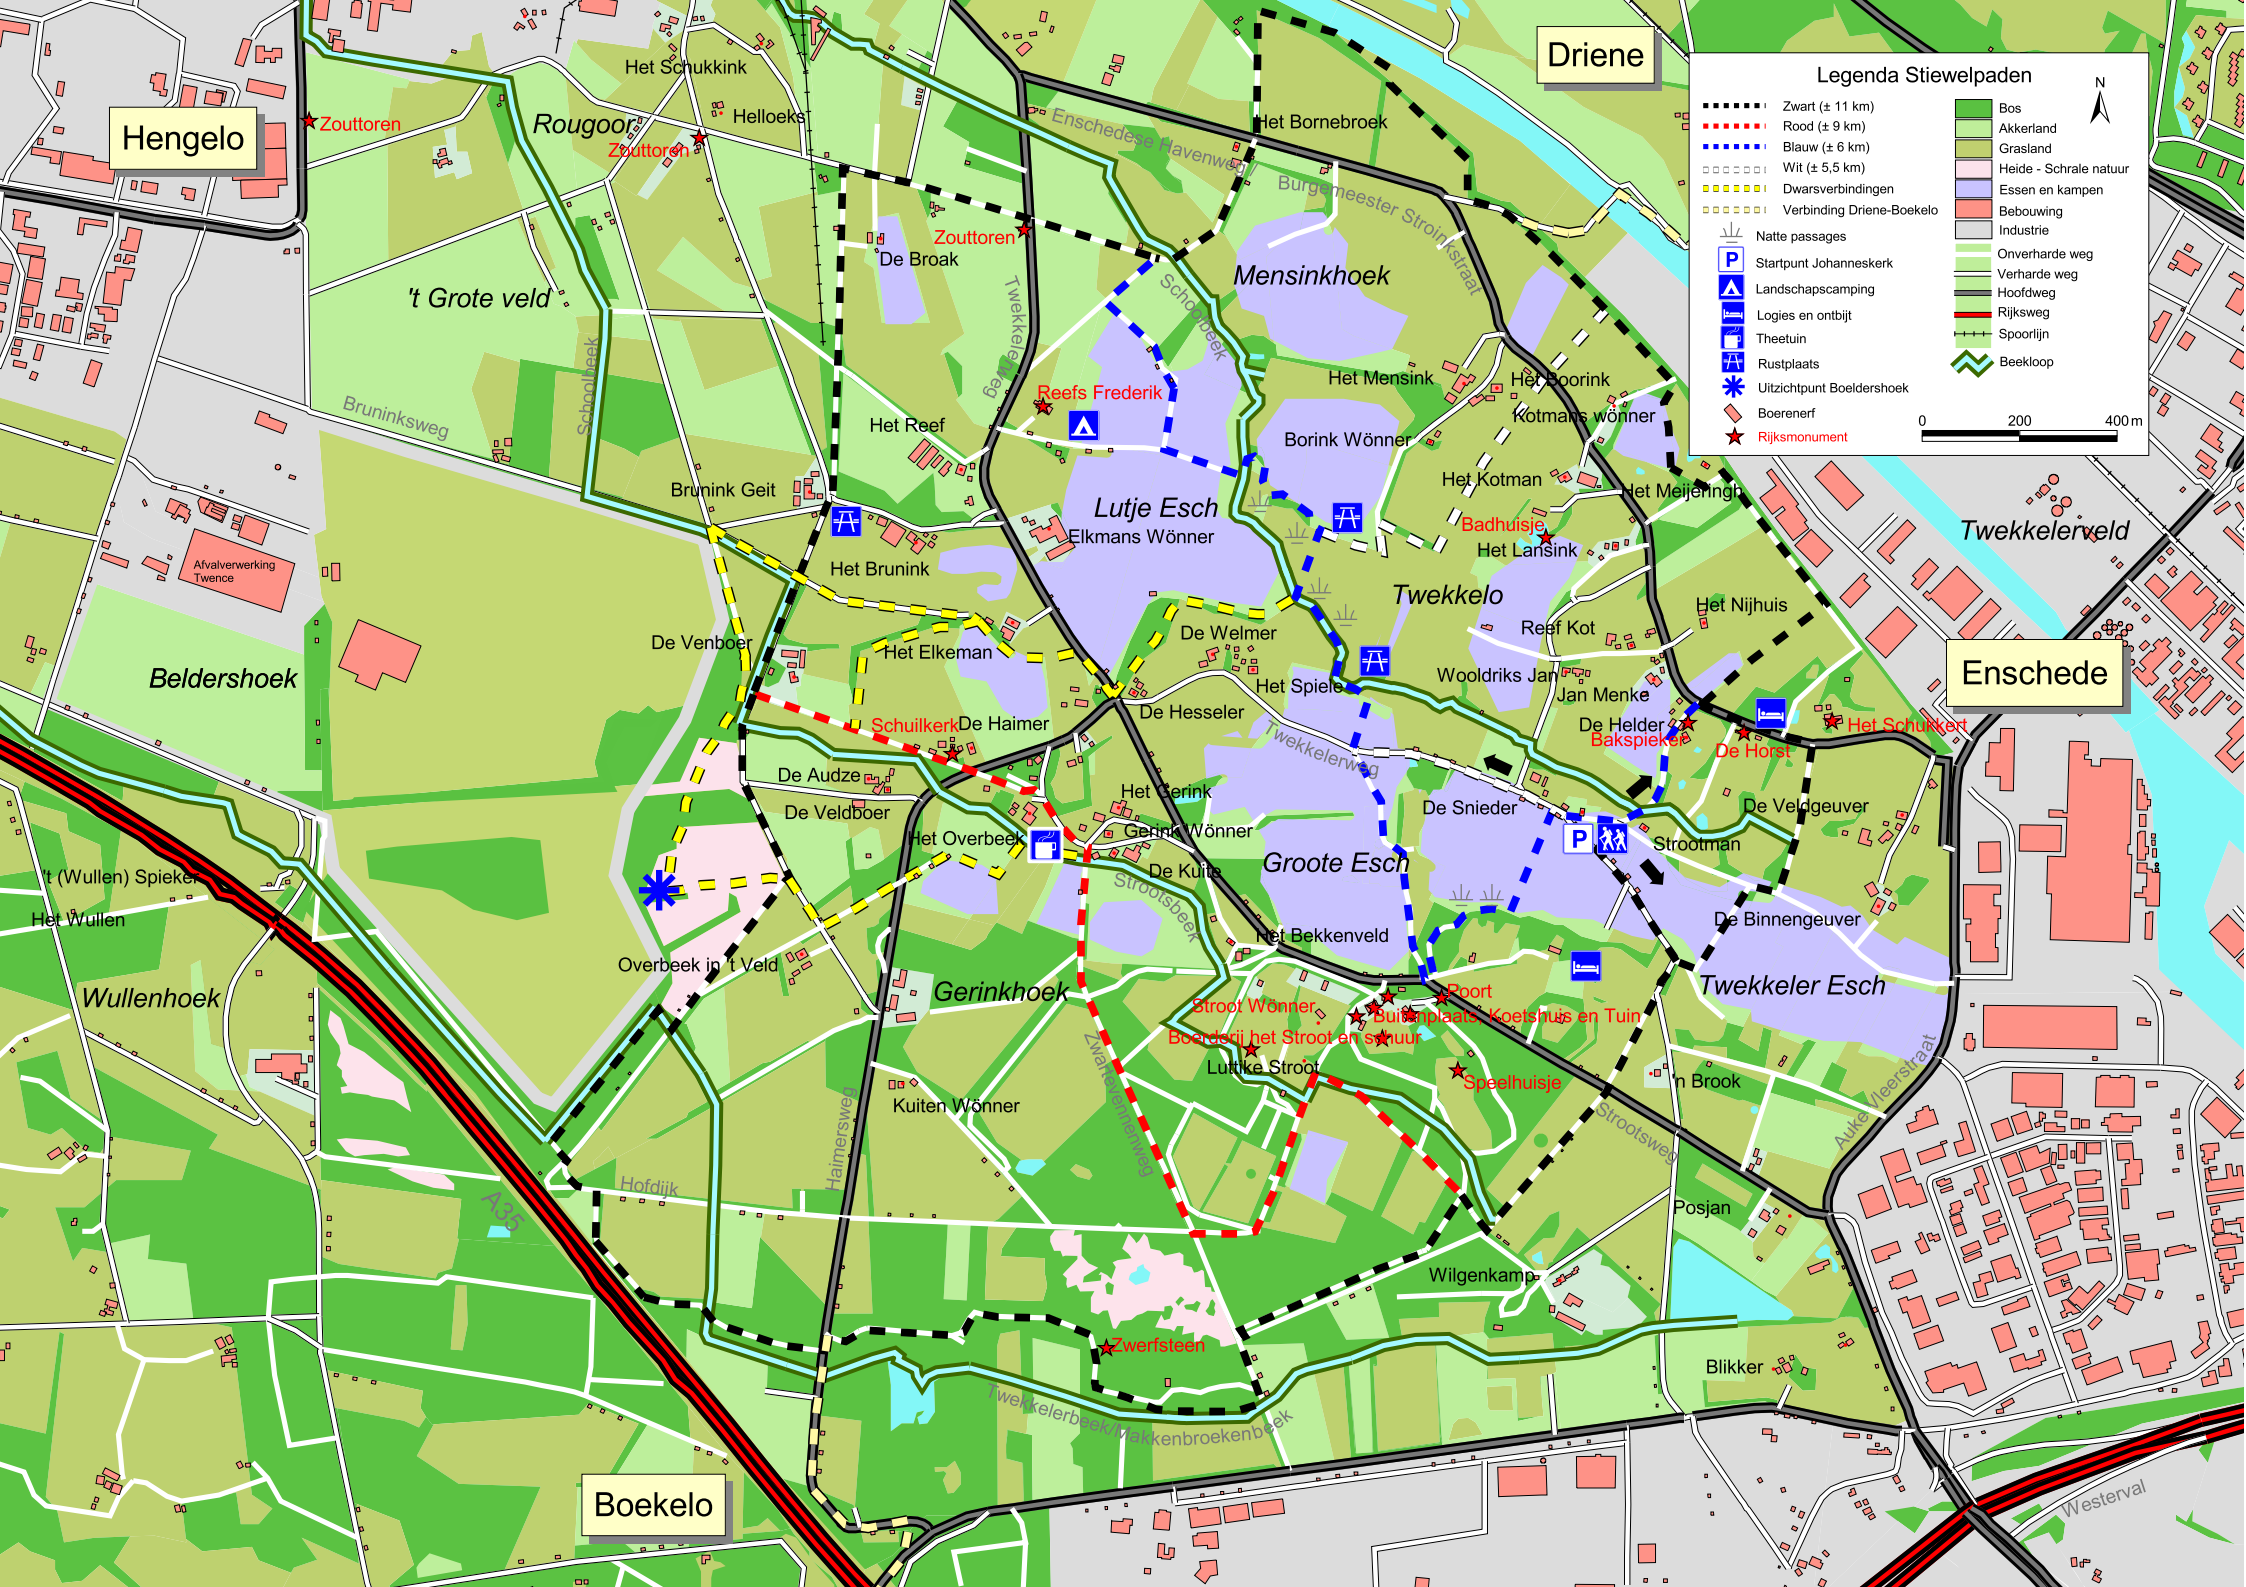 Driene
Hengelo
Enschede
Boekelo
Legenda Stiewelpaden
N
Zwart (± 11 km)
Rood (± 9 km)
Blauw (± 6 km)
Wit (± 5,5 km)
Dwarsverbindingen
Verbinding Driene-Boekelo
Natte passages
P
Startpunt Johanneskerk
Landschapscamping
Logies en ontbijt
Theetuin
Rustplaats
Uitzichtpunt Boeldershoek
Boerenerf
Rijksmonument
Bos
Akkerland
Grasland
Heide - Schrale natuur
Essen en kampen
Bebouwing
Industrie
Onverharde weg
Verharde weg
Hoofdweg
Rijksweg
Spoorlijn
Beekloop
0
200
400 m
Het Schukkink
Helloeks
Rougoor
Zouttoren
Zouttoren
Enschedese Havenweg /
Burgemeester Stroinkstraat
Het Bornebroek
Zouttoren
De Broak
't Grote veld
Mensinkhoek
Schoolbeek
Schoolbeek
Twekkelerweg
Bruninksweg
Reefs Frederik
Het Mensink
Het Boorink
Kotmans wönner
Het Reef
Borink Wönner
Brunink Geit
Lutje Esch
Elkmans Wönner
Het Kotman
Het Meijeringh
Badhuisje
Het Lansink
Twekkelerveld
Afvalverwerking
Twence
Het Brunink
Twekkelo
Het Nijhuis
De Venboer
Het Elkeman
De Welmer
Reef Kot
Beldershoek
Het Spiele
Wooldriks Jan
Jan Menke
Schuilkerk
De Haimer
De Hesseler
De Helder
Bakspieker
De Horst
Het Schukkert
Twekkelerweg
De Audze
De Veldboer
Het Gerink
Gerink Wönner
De Snieder
De Veldgeuver
Het Overbeek
P
Strootman
De Kuite
Groote Esch
't (Wullen) Spieker
Het Wullen
Strootsbeek
Het Bekkenveld
De Binnengeuver
Overbeek in 't Veld
Wullenhoek
Gerinkhoek
Twekkeler Esch
Stroot Wönner
Poort
Buitenplaats, Koetshuis en Tuin
Boerderij het Stroot en schuur
Luttike Stroot
Speelhuisje
'n Brook
Kuiten Wönner
Zwartevennenweg
Haimersweg
Strootsweg
Auke Vleerstraat
Hofdijk
A35
Posjan
Wilgenkamp
Zwerfsteen
Blikker
Twekkelerbeek/Makkenbroekenbeek
Westerval